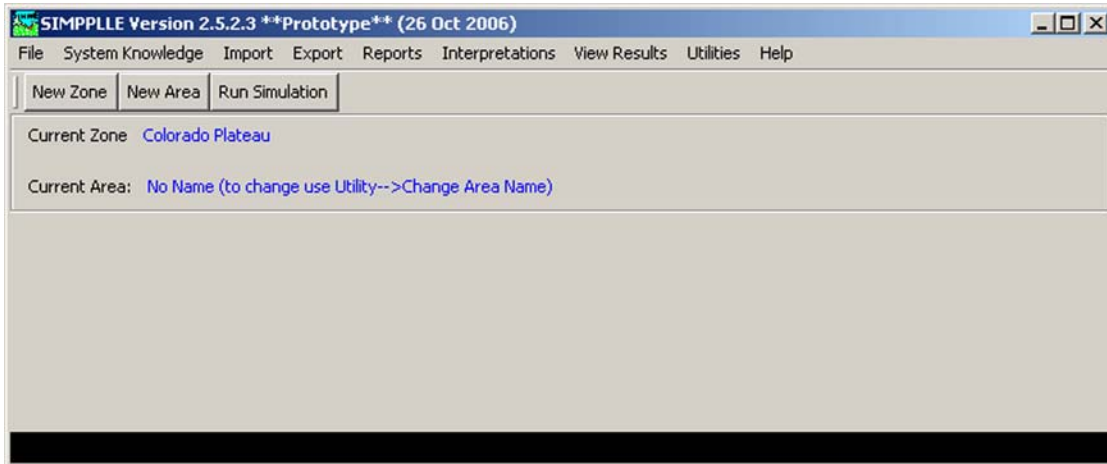 SIMPPLLE Version 2.5.2.3 **Prototype** (26 Oct 2006)
File System Knowledge Import Export Reports Interpretations View Results Utilities Help
New Zone New Area Run Simulation
Current Zone Colorado Plateau
Current Area: No Name (to change use Utility-->Change Area Name)